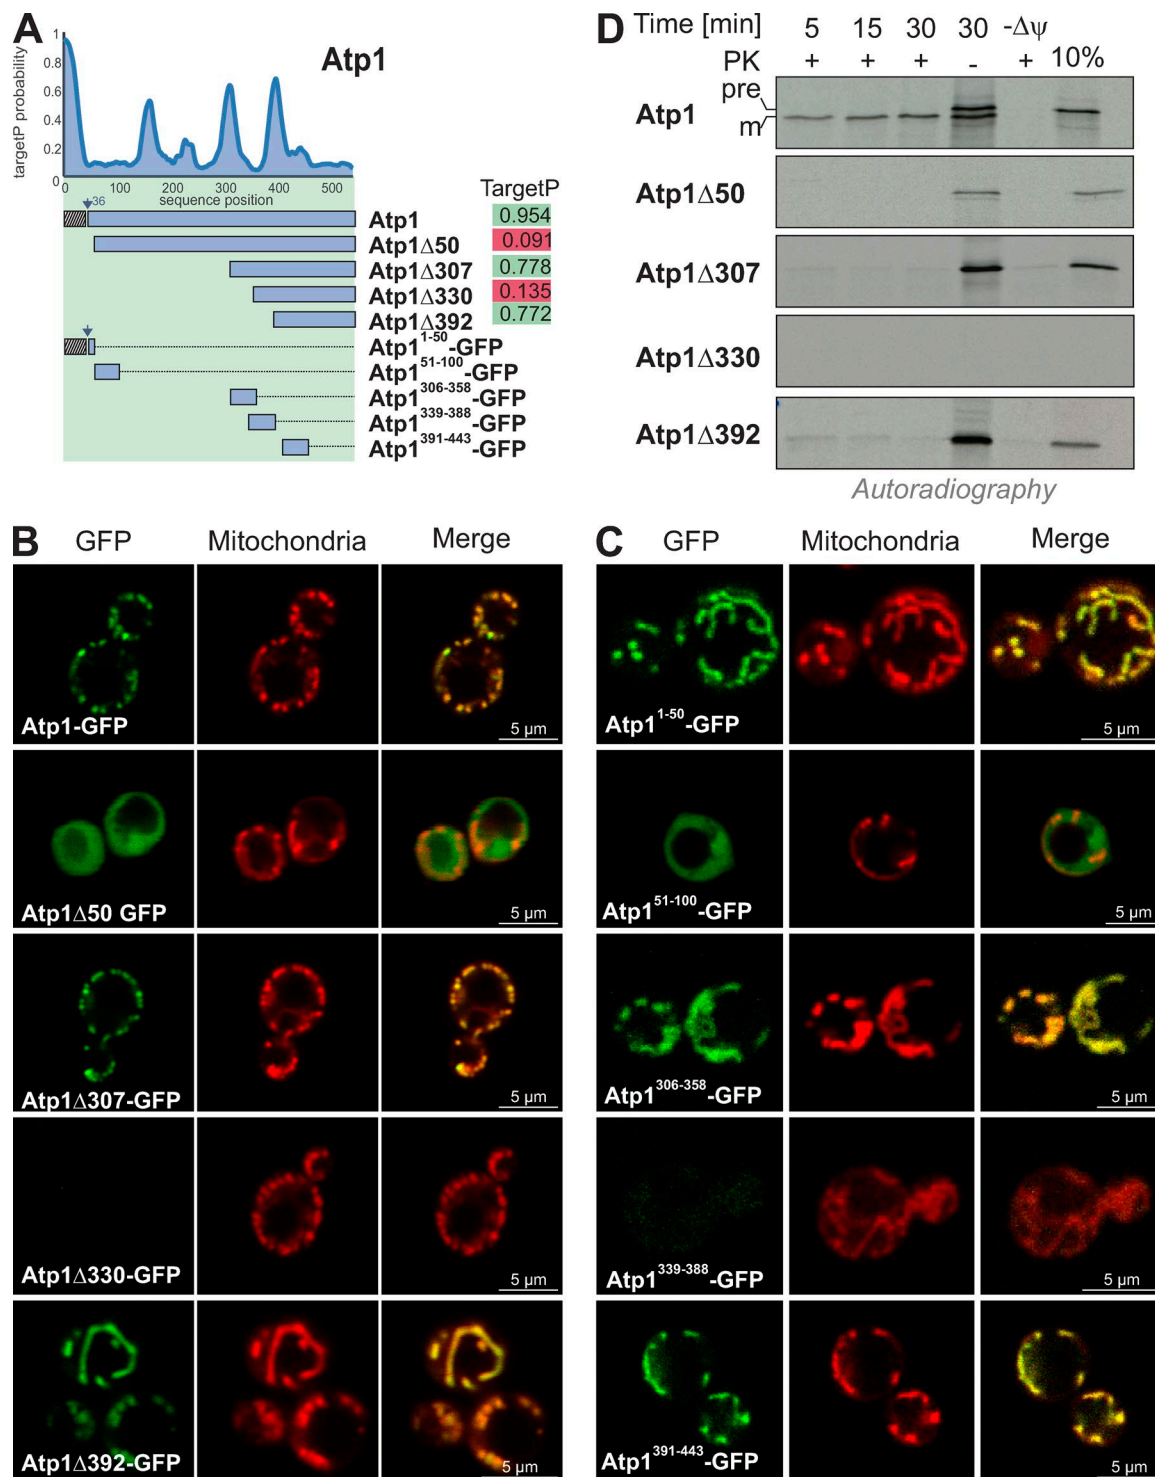 A
Atp1
targetP probability
1
0.8
0.6
0.4
0.2
0
0 100 200 300 400 540
sequence position
36
TargetP
Atp1 0.954
Atp1Δ50 0.091
Atp1Δ307 0.778
Atp1Δ330 0.135
Atp1Δ392 0.772
Atp1¹⁻⁵⁰-GFP
Atp1⁵¹⁻¹⁰⁰-GFP
Atp1³⁰⁶⁻³⁵⁸-GFP
Atp1³³⁹⁻³⁸⁸-GFP
Atp1³⁹¹⁻⁴⁴³-GFP
D
Time [min] 5 15 30 30 -Δψ
PK + + + - + 10%
pre
Atp1
m
Atp1Δ50
Atp1Δ307
Atp1Δ330
Atp1Δ392
Autoradiography
B
GFP Mitochondria Merge
Atp1-GFP
5 µm
Atp1Δ50 GFP
5 µm
Atp1Δ307-GFP
5 µm
Atp1Δ330-GFP
5 µm
Atp1Δ392-GFP
5 µm
C
GFP Mitochondria Merge
Atp1¹⁻⁵⁰-GFP
5 µm
Atp1⁵¹⁻¹⁰⁰-GFP
5 µm
Atp1³⁰⁶⁻³⁵⁸-GFP
5 µm
Atp1³³⁹⁻³⁸⁸-GFP
5 µm
Atp1³⁹¹⁻⁴⁴³-GFP
5 µm